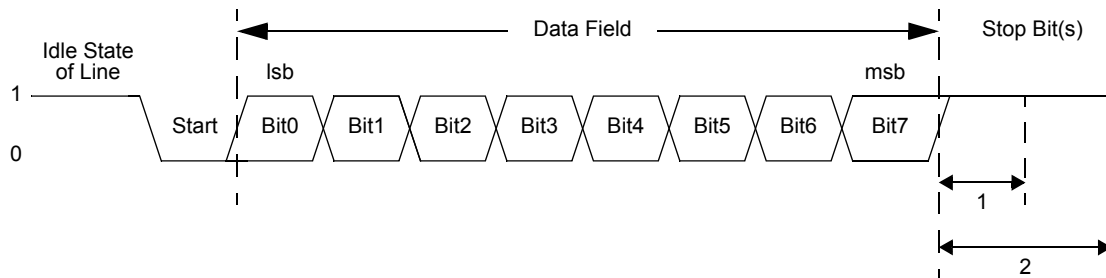 Data Field
Stop Bit(s)
Idle State
of Line
lsb
msb
1
Start
Bit0
Bit1
Bit2
Bit3
Bit4
Bit5
Bit6
Bit7
0
1
2